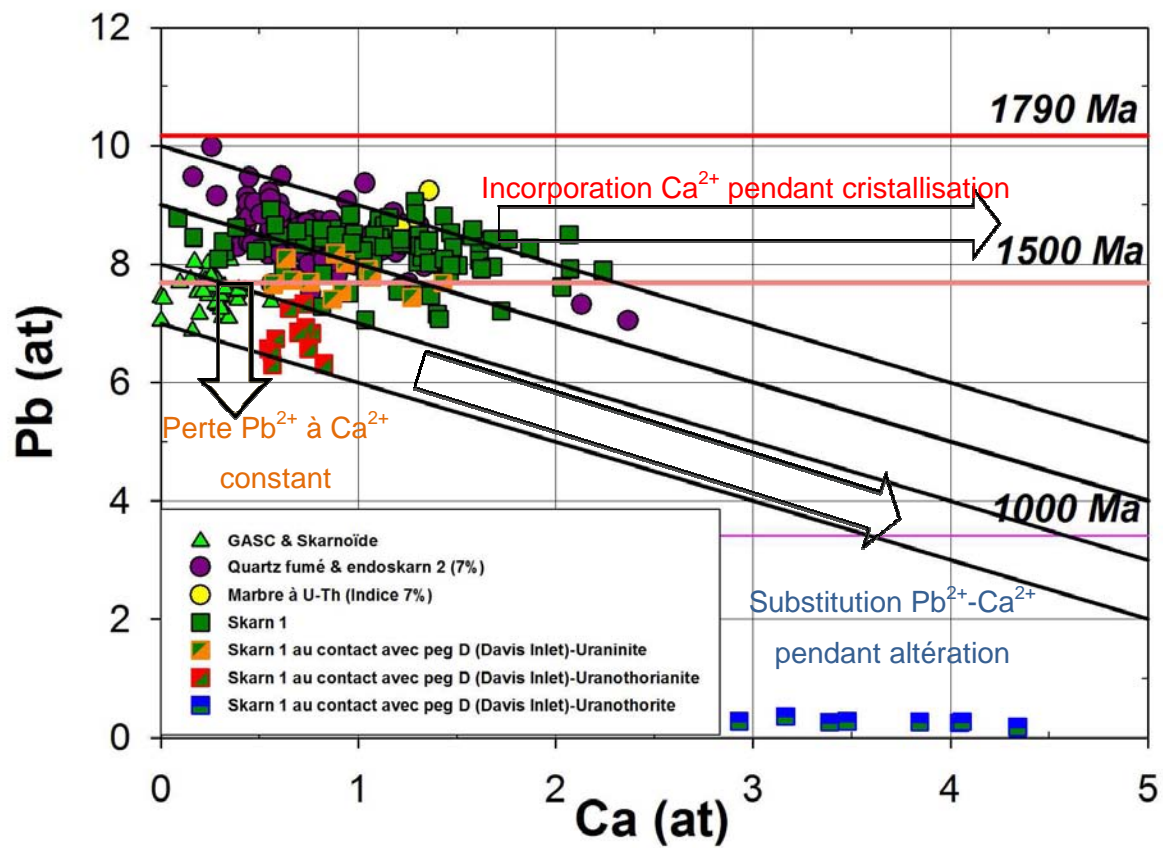 12
10
8
6
4
2
0
Pb (at)
1790 Ma
Incorporation Ca²⁺ pendant cristallisation
1500 Ma
Perte Pb²⁺ à Ca²⁺
constant
1000 Ma
GASC & Skarnoïde
Quartz fumé & endoskarn 2 (7%)
Marbre à U-Th (Indice 7%)
Skarn 1
Skarn 1 au contact avec peg D (Davis Inlet)-Uraninite
Skarn 1 au contact avec peg D (Davis Inlet)-Uranothorianite
Skarn 1 au contact avec peg D (Davis Inlet)-Uranothorite
Substitution Pb²⁺-Ca²⁺
pendant altération
0 1 2 3 4 5
Ca (at)